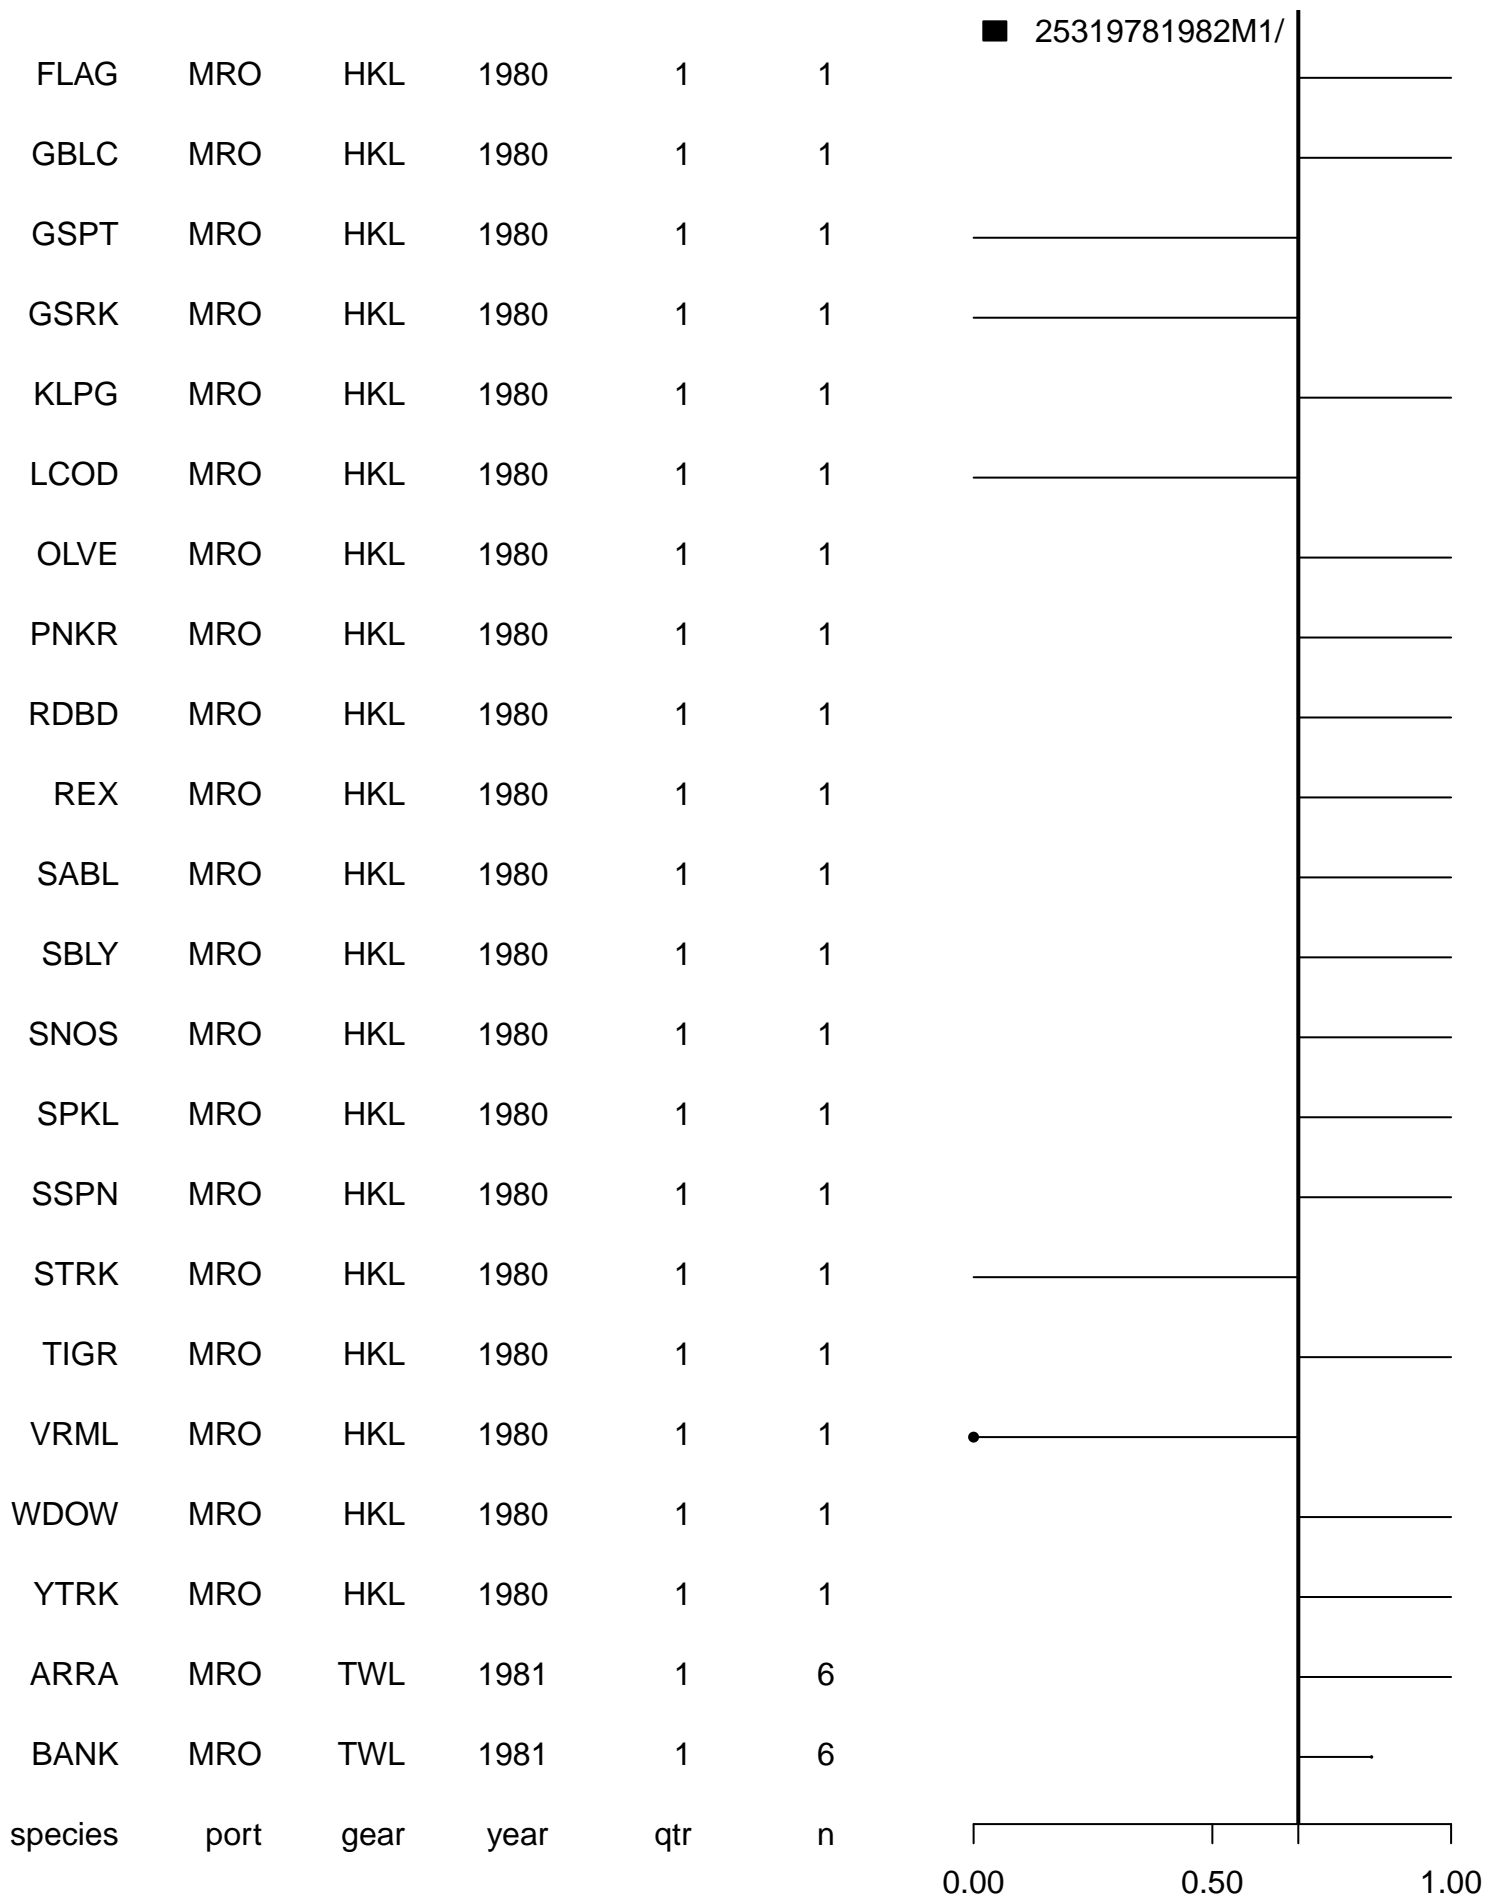 25319781982M1/
FLAG MRO HKL 1980 1 1
GBLC MRO HKL 1980 1 1
GSPT MRO HKL 1980 1 1
GSRK MRO HKL 1980 1 1
KLPG MRO HKL 1980 1 1
LCOD MRO HKL 1980 1 1
OLVE MRO HKL 1980 1 1
PNKR MRO HKL 1980 1 1
RDBD MRO HKL 1980 1 1
REX MRO HKL 1980 1 1
SABL MRO HKL 1980 1 1
SBLY MRO HKL 1980 1 1
SNOS MRO HKL 1980 1 1
SPKL MRO HKL 1980 1 1
SSPN MRO HKL 1980 1 1
STRK MRO HKL 1980 1 1
TIGR MRO HKL 1980 1 1
VRML MRO HKL 1980 1 1
WDOW MRO HKL 1980 1 1
YTRK MRO HKL 1980 1 1
ARRA MRO TWL 1981 1 6
BANK MRO TWL 1981 1 6
species port gear year qtr n
0.00 0.50 1.00